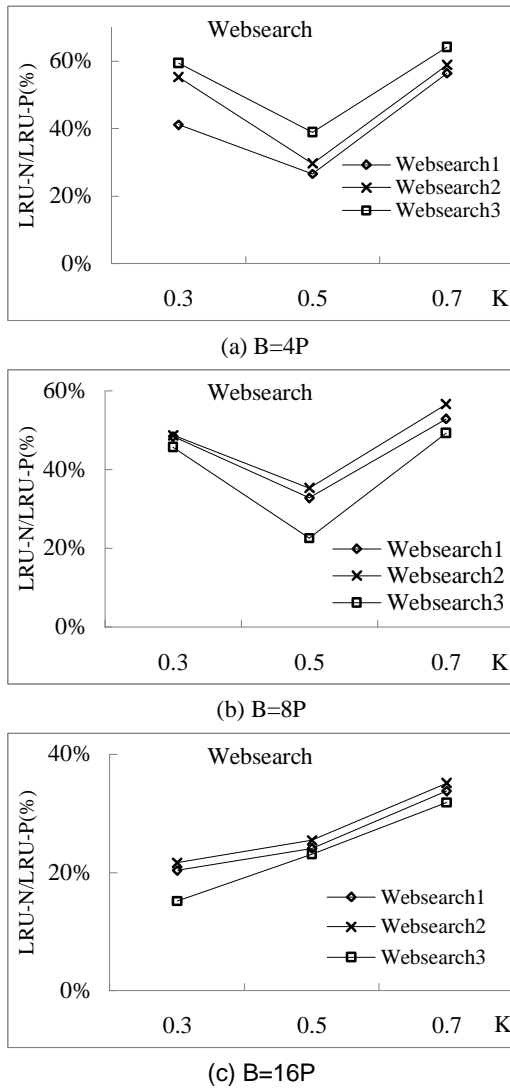 Websearch
LRU-N/LRU-P(%)
60%
40%
20%
0%
Websearch1
Websearch2
Websearch3
0.3 0.5 0.7 K
(a) B=4P
Websearch
LRU-N/LRU-P(%)
60%
40%
20%
0%
Websearch1
Websearch2
Websearch3
0.3 0.5 0.7 K
(b) B=8P
Websearch
LRU-N/LRU-P(%)
40%
20%
0%
Websearch1
Websearch2
Websearch3
0.3 0.5 0.7 K
(c) B=16P